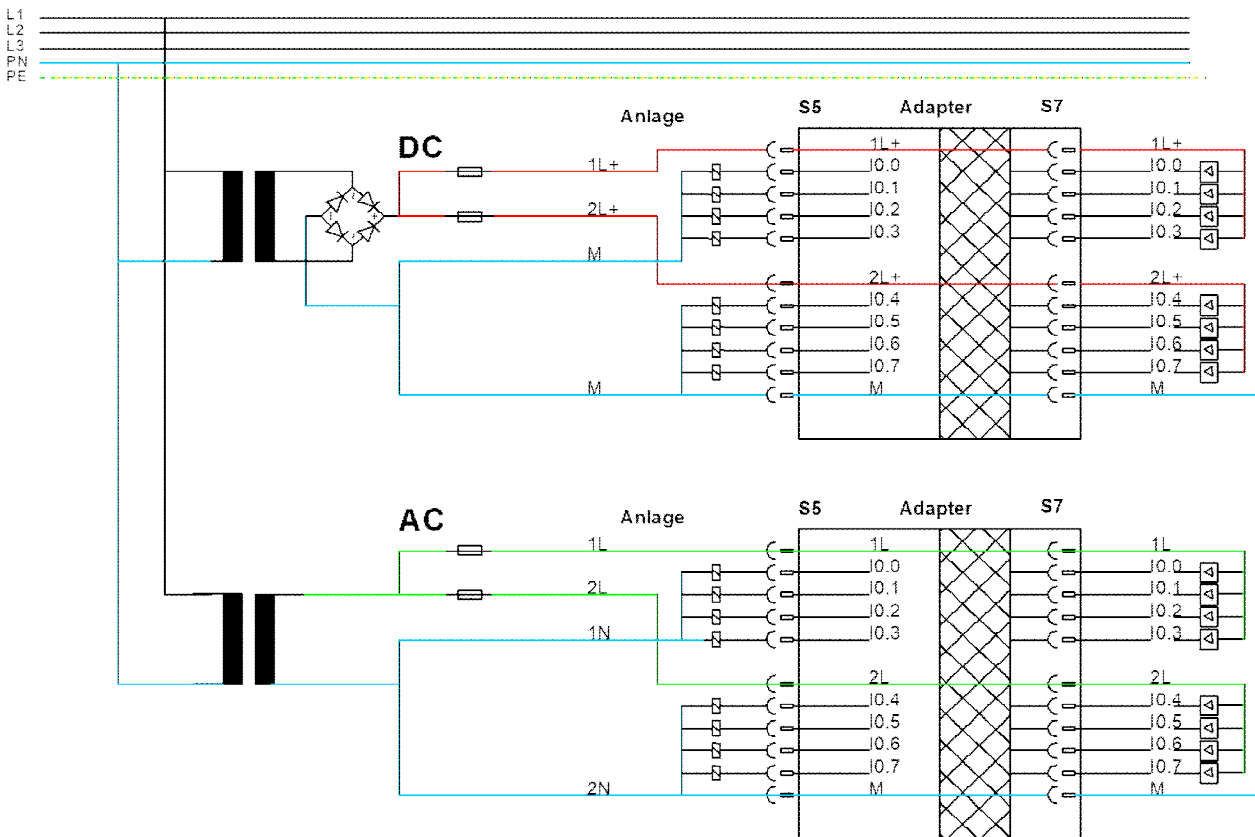 L1
L2
L3
PN
PE
S5 Adapter S7
Anlage
DC
1L+ 1L+ 1L+
I0.0 I0.0
I0.1 I0.1
2L+ I0.2 I0.2
I0.3 I0.3
M
2L+ 2L+
I0.4 I0.4
I0.5 I0.5
I0.6 I0.6
I0.7 I0.7
M M M
S5 Adapter S7
Anlage
AC
1L 1L 1L
I0.0 I0.0
2L I0.1 I0.1
I0.2 I0.2
1N I0.3 I0.3
2L 2L
I0.4 I0.4
I0.5 I0.5
I0.6 I0.6
I0.7 I0.7
2N M M